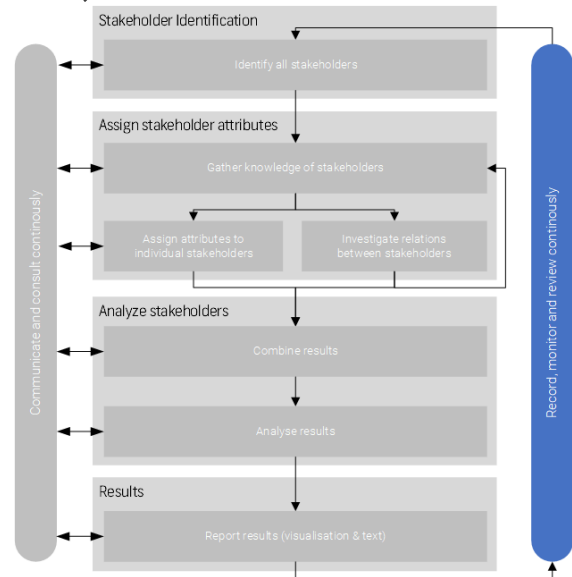 Stakeholder Identification
Identify all stakeholders
Assign stakeholder attributes
Gather knowledge of stakeholders
Assign attributes to
individual stakeholders
Investigate relations
between stakeholders
Analyze stakeholders
Combine results
Analyse results
Results
Report results (visualisation & text)
Communicate and consult continously
Record, monitor and review continously